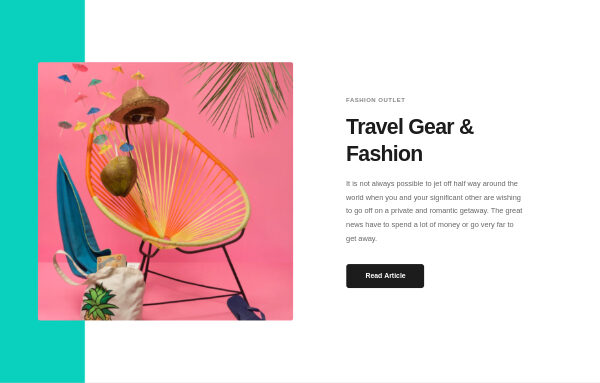 FASHION OUTLET
Travel Gear &
Fashion
It is not always possible to jet off half way around the
world when you and your significant other are wishing
to go off on a private and romantic getaway. The great
news have to spend a lot of money or go very far to
get away.
Read Article